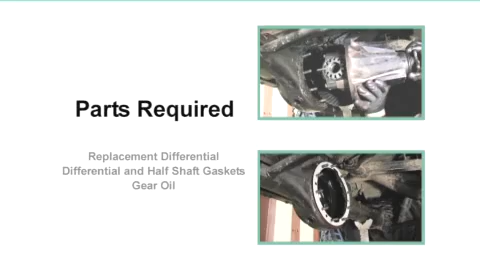 Parts Required
Replacement Differential
Differential and Half Shaft Gaskets
Gear Oil